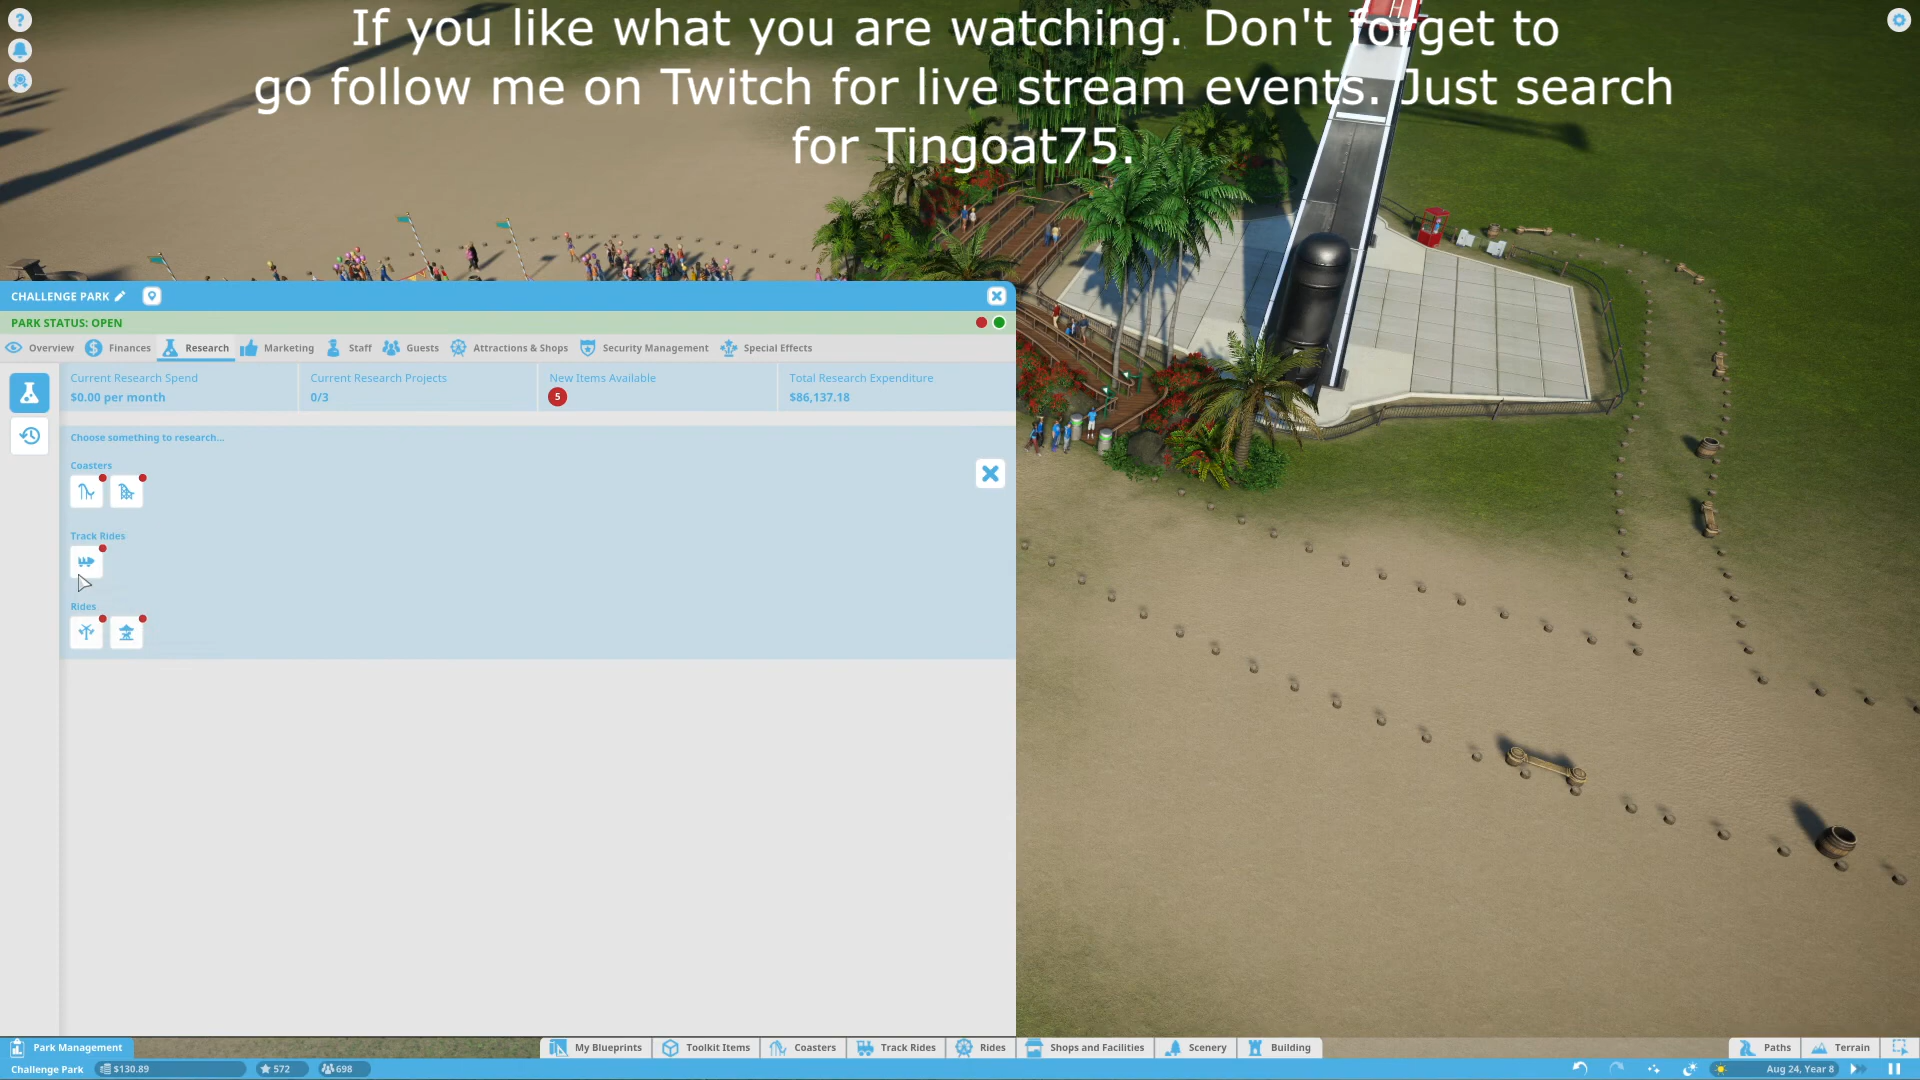 If you like what you are watching. Don't forget to
go follow me on Twitch for live stream events. Just search
for Tingoat75.
?
CHALLENGE PARK
PARK STATUS: OPEN
Overview
Finances
Research
Marketing
Staff
Guests
Attractions & Shops
Security Management
Special Effects
Current Research Spend
$0.00 per month
Current Research Projects
0/3
New Items Available
5
Total Research Expenditure
$86,137.18
Choose something to research...
Coasters
Track Rides
Rides
Park Management
My Blueprints
Toolkit Items
Coasters
Track Rides
Rides
Shops and Facilities
Scenery
Building
Paths
Terrain
Challenge Park
$130.89
572
698
Aug 24, Year 8